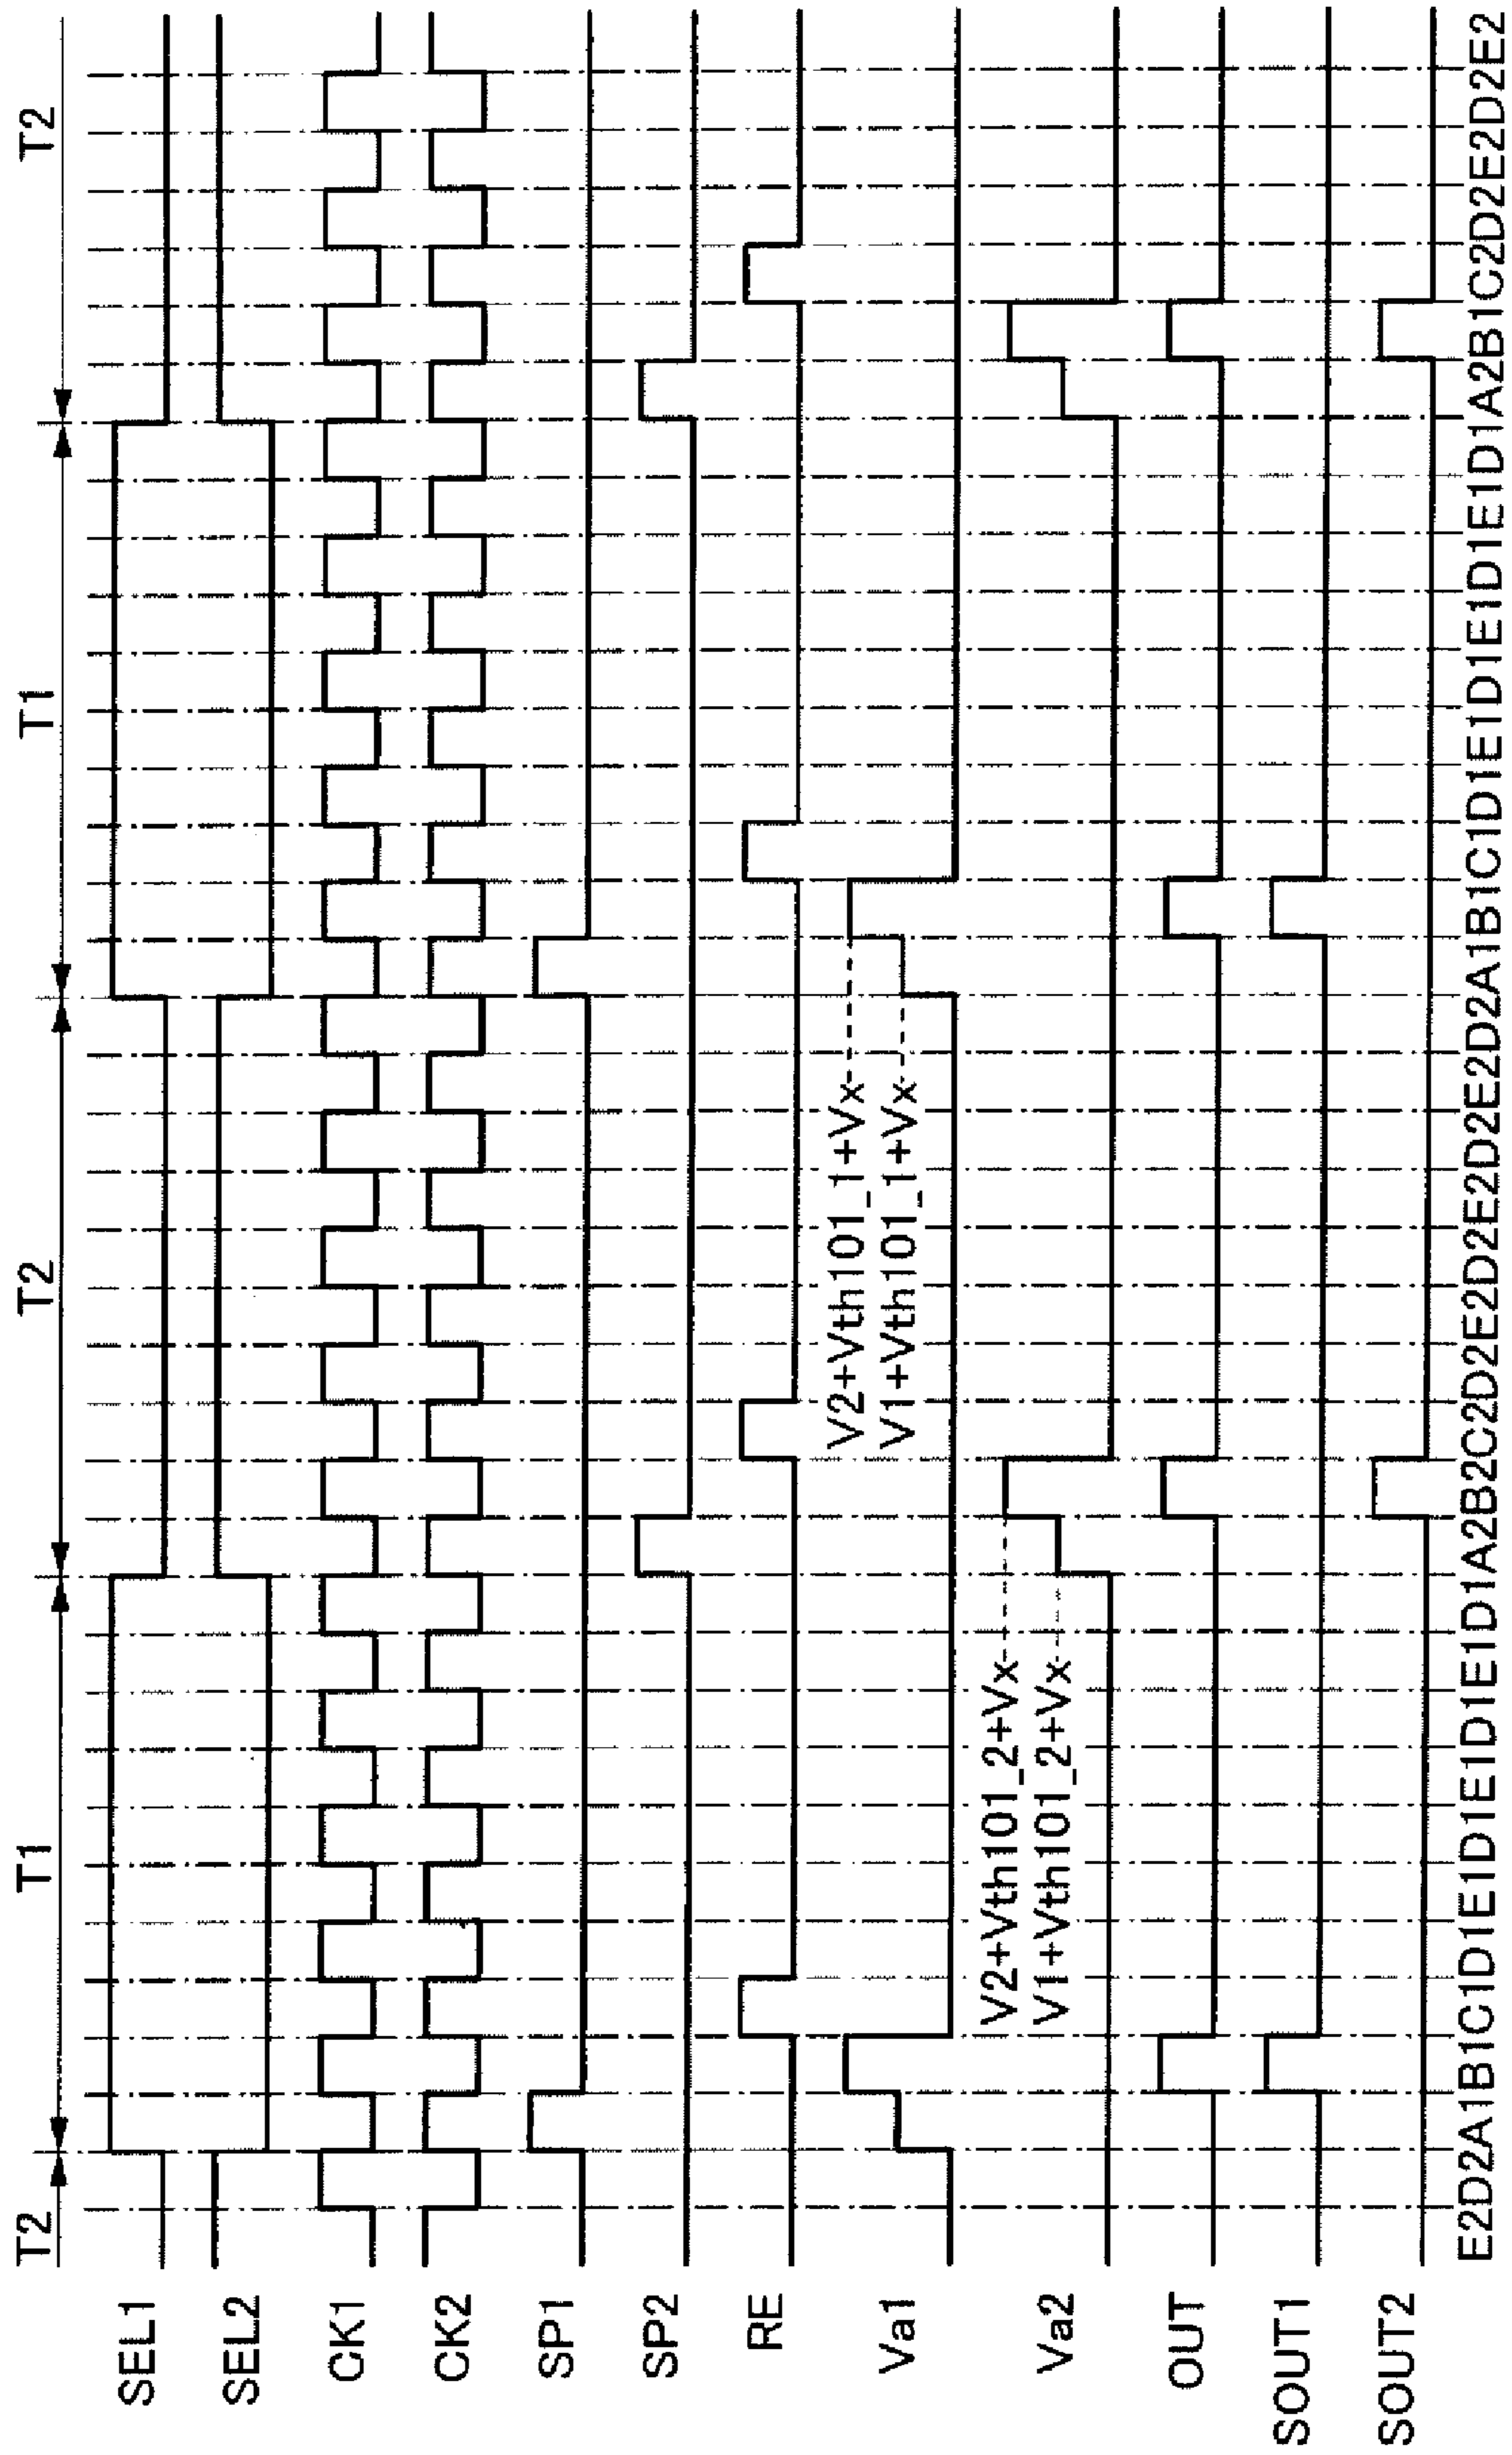 T2 T1 T2 T1 T2
SEL1
SEL2
CK1
CK2
SP1
SP2
RE
V2+Vth101_1+Vx
Va1
V1+Vth101_1+Vx
V2+Vth101_2+Vx
Va2
V1+Vth101_2+Vx
OUT
SOUT1
SOUT2
E2D2A1B1C1D1E1D1E1D1E1D1A2B2C2D2E2D2E2D2E2D2A1B1C1D1E1D1E1D1E1D1A2B1C2D2E2D2E2